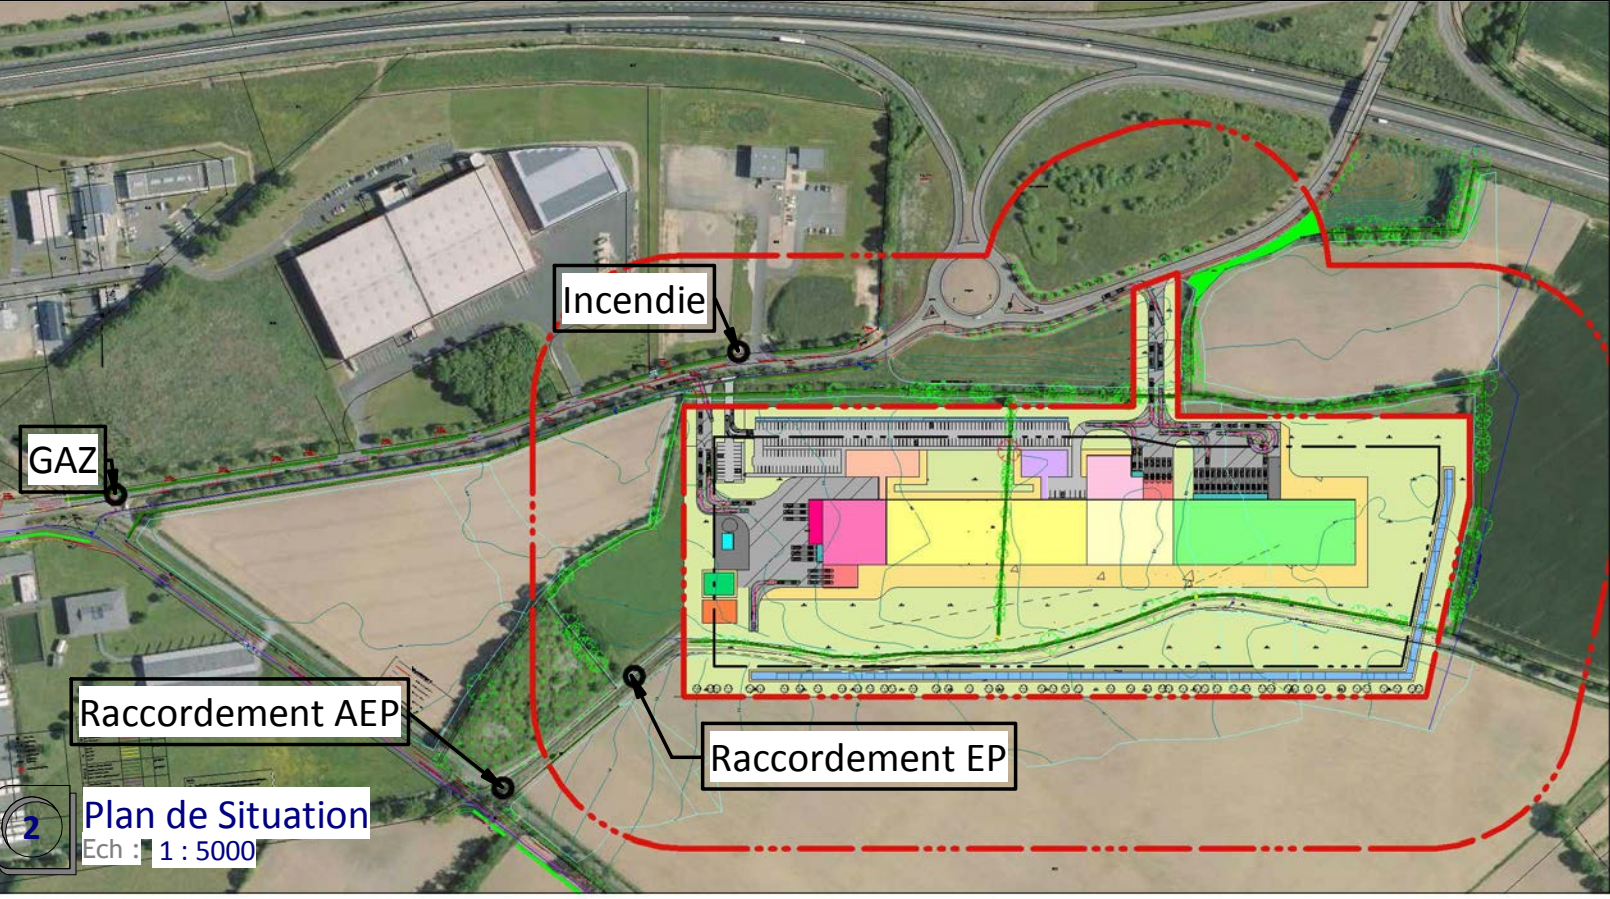 Incendie
GAZ
Raccordement AEP
Raccordement EP
2
Plan de Situation
Ech : 1 : 5000